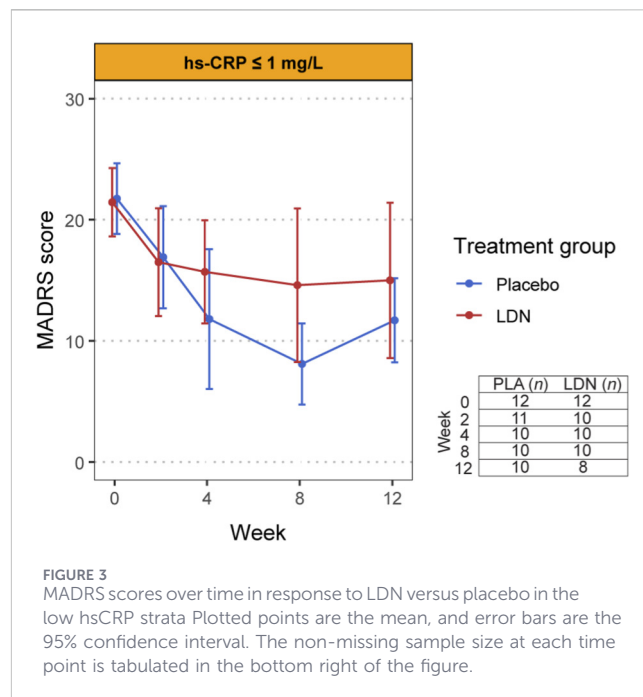 hs-CRP ≤ 1 mg/L
30
20
10
0
MADRS score
0 4 8 12
Week
Treatment group
Placebo
LDN
PLA (n) LDN (n)
Week
0 12 12
2 11 10
4 10 10
8 10 10
12 10 8
FIGURE 3
MADRS scores over time in response to LDN versus placebo in the
low hsCRP strata Plotted points are the mean, and error bars are the
95% confidence interval. The non-missing sample size at each time
point is tabulated in the bottom right of the figure.